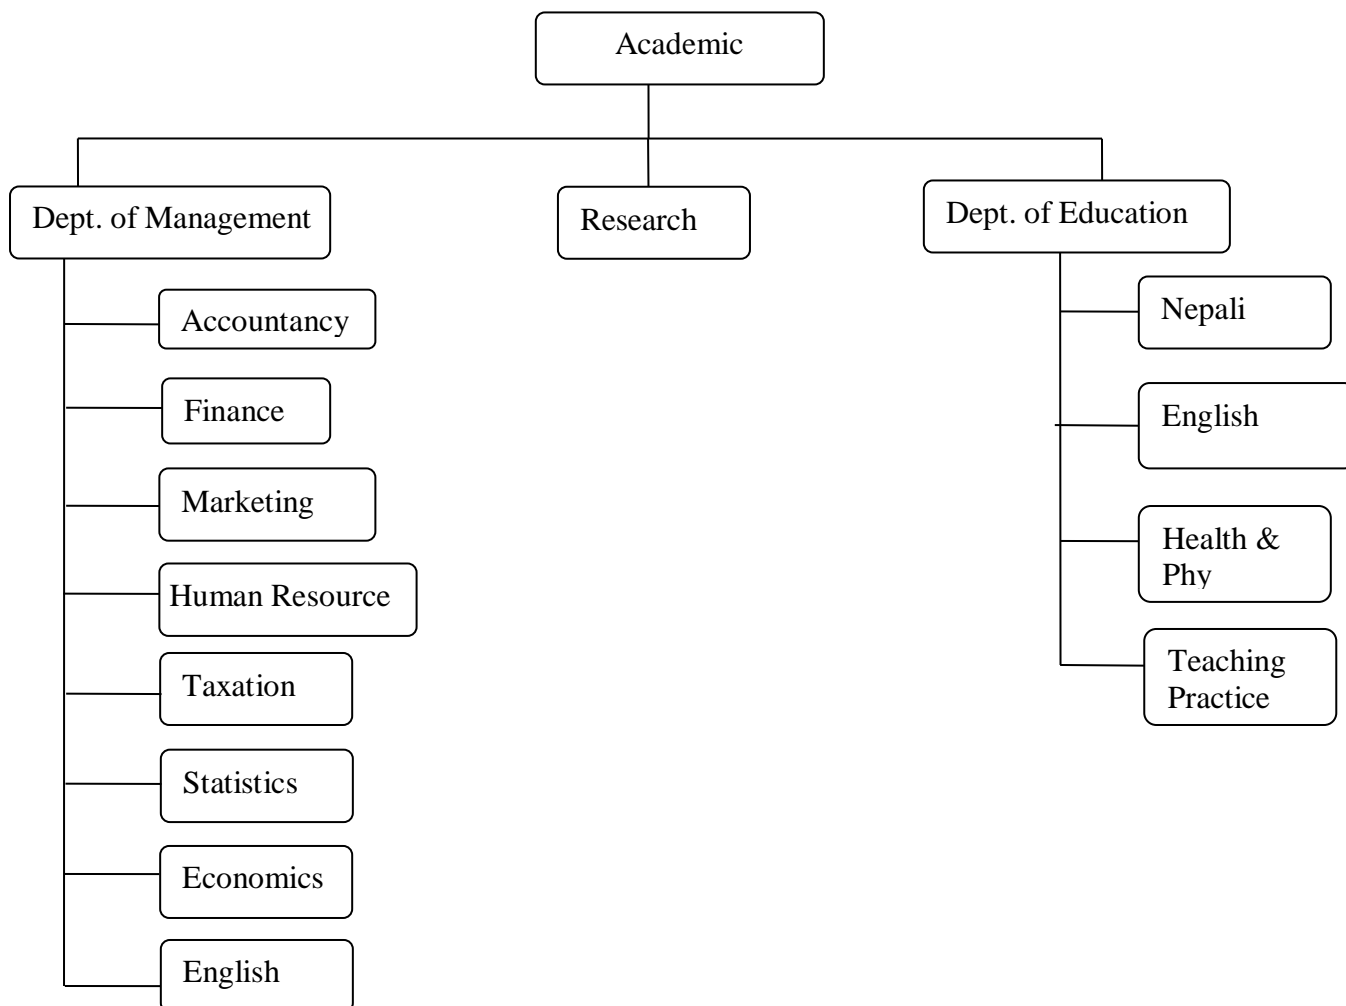 Academic
Dept. of Management
Research
Dept. of Education
Accountancy
Finance
Marketing
Human Resource
Taxation
Statistics
Economics
English
Nepali
English
Health &
Phy
Teaching
Practice